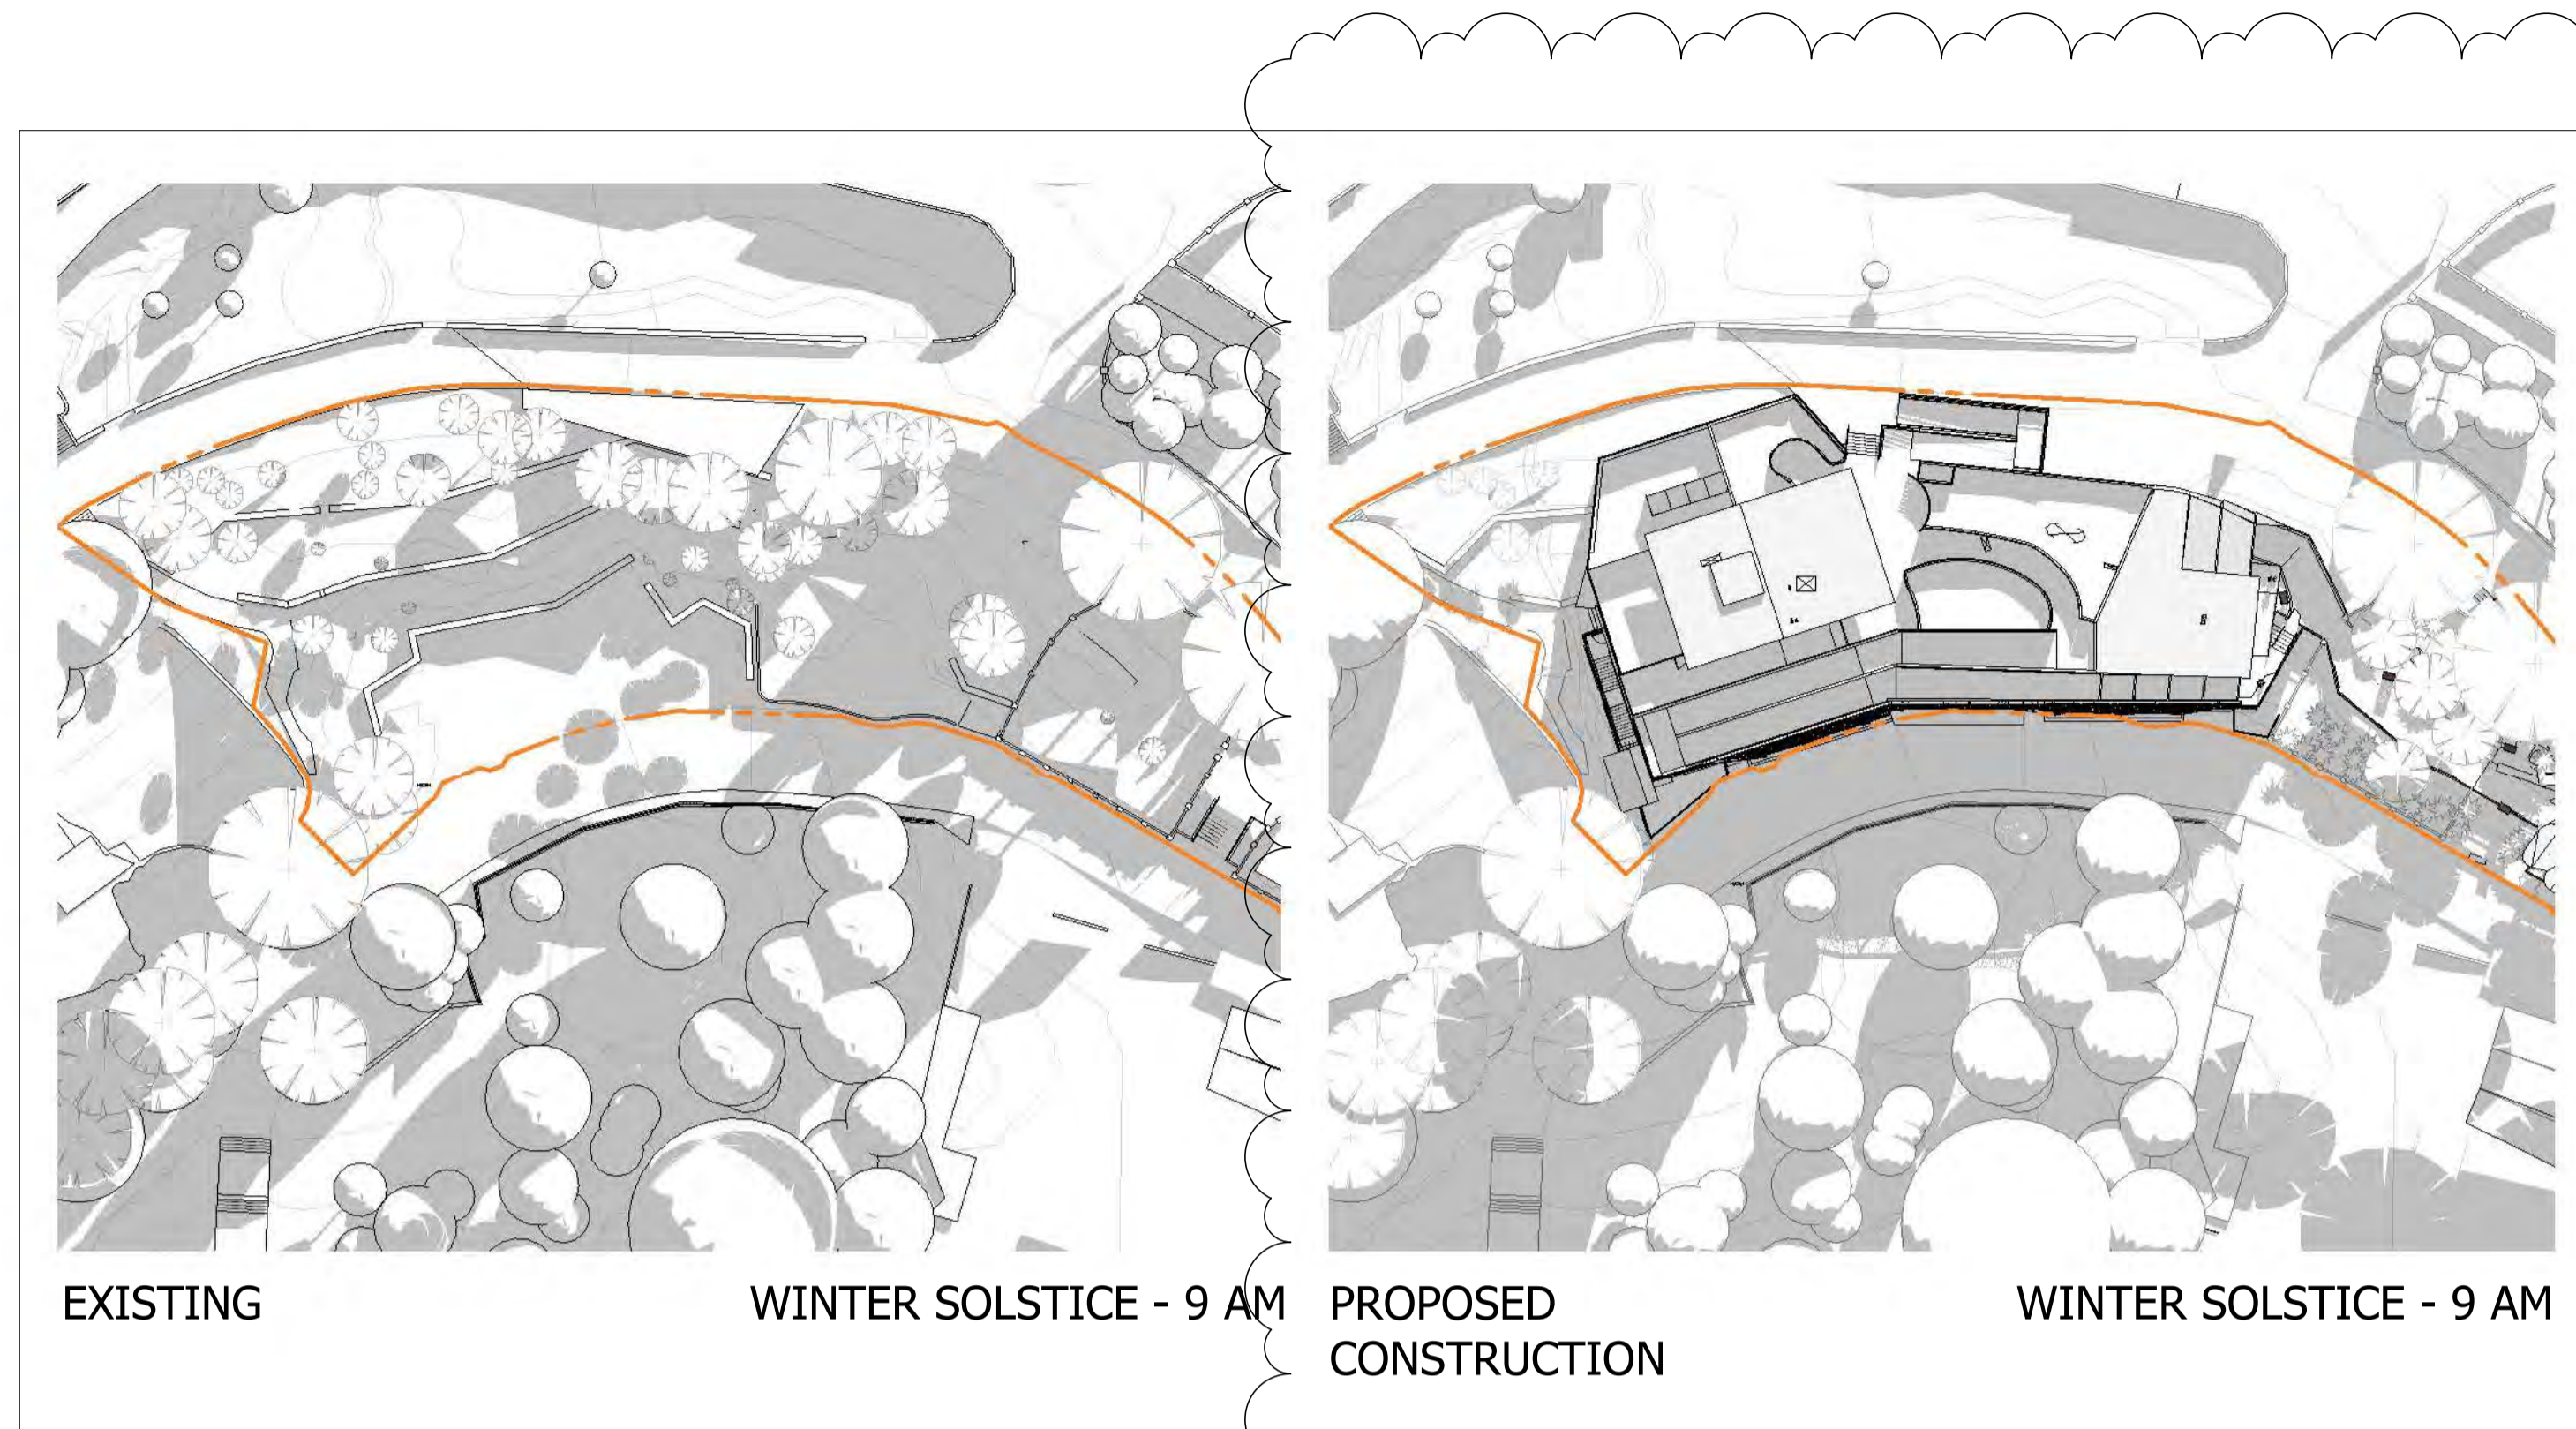 EXISTING
WINTER SOLSTICE - 9 AM
PROPOSED
CONSTRUCTION
WINTER SOLSTICE - 9 AM